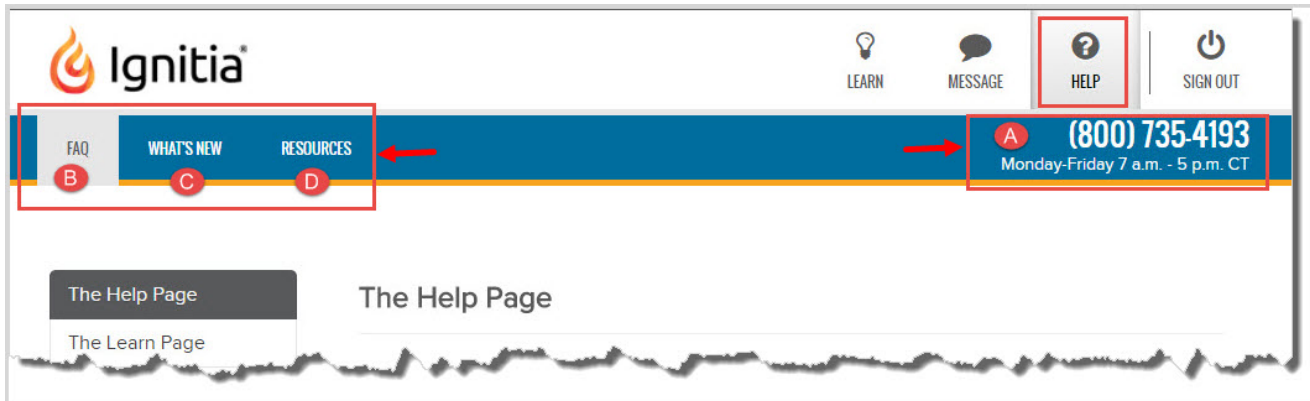 Ignitia®
LEARN
MESSAGE
HELP
SIGN OUT
FAQ
WHAT'S NEW
RESOURCES
B
C
D
A
(800) 735-4193
Monday-Friday 7 a.m. - 5 p.m. CT
The Help Page
The Learn Page
The Help Page